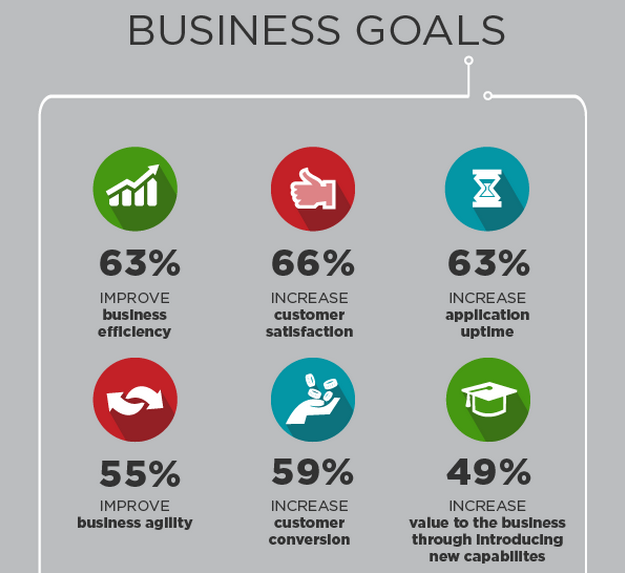 BUSINESS GOALS
63%
IMPROVE
business
efficiency
66%
INCREASE
customer
satisfaction
63%
INCREASE
application
uptime
55%
IMPROVE
business agility
59%
INCREASE
customer
conversion
49%
INCREASE
value to the business
through introducing
new capabilites